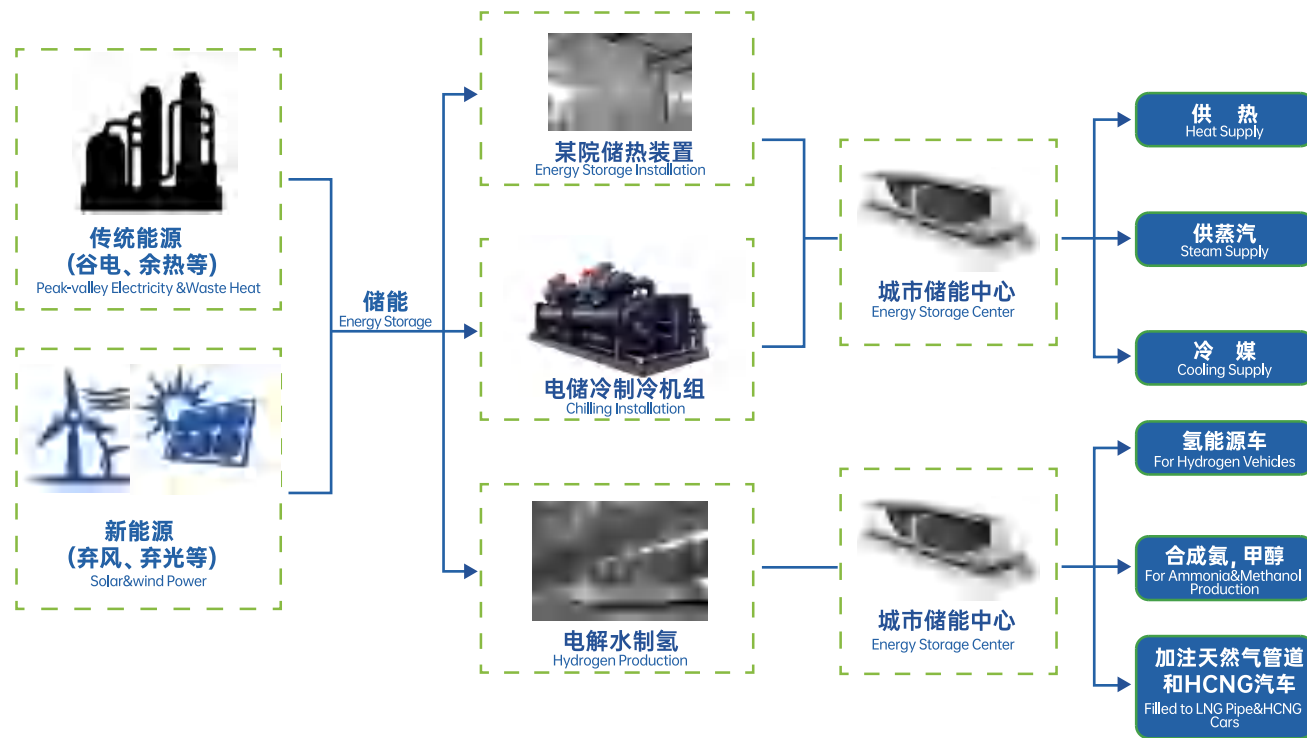 传统能源
(谷电、余热等)
Peak-valley Electricity &Waste Heat
新能源
(弃风、弃光等)
Solar&wind Power
储能
Energy Storage
某院储热装置
Energy Storage Installation
电储冷制冷机组
Chilling Installation
电解水制氢
Hydrogen Production
城市储能中心
Energy Storage Center
城市储能中心
Energy Storage Center
供 热
Heat Supply
供蒸汽
Steam Supply
冷 媒
Cooling Supply
氢能源车
For Hydrogen Vehicles
合成氨,甲醇
For Ammonia&Methanol
Production
加注天然气管道
和HCNG汽车
Filled to LNG Pipe&HCNG
Cars